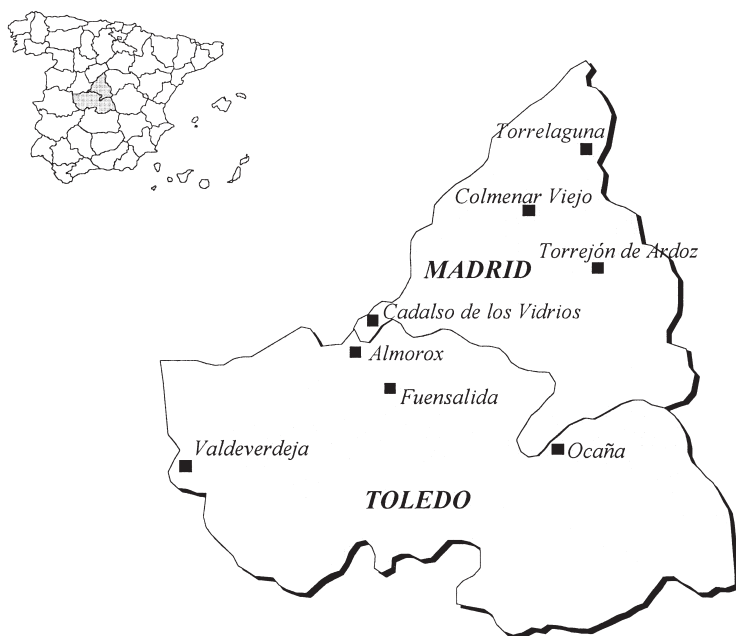 Torrelaguna
Colmenar Viejo
Torrejón de Ardoz
MADRID
Cadalso de los Vidrios
Almorox
Fuensalida
Valdeverdeja
Ocaña
TOLEDO